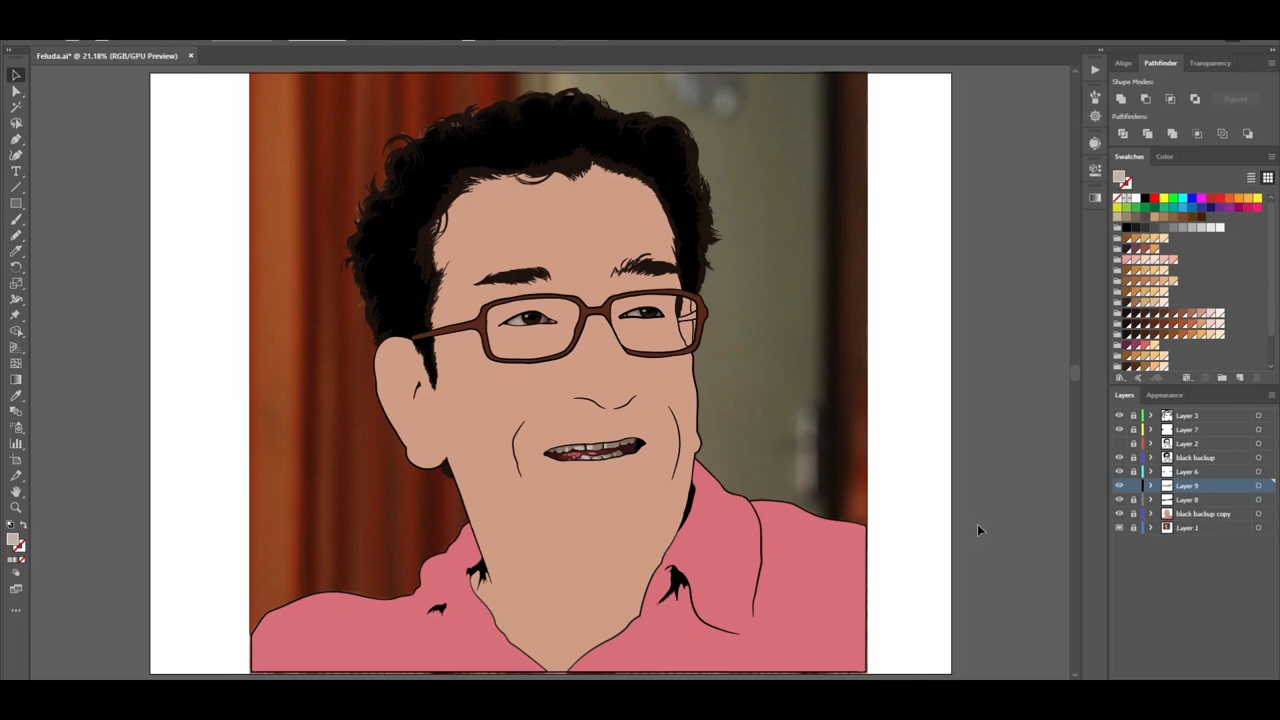 Feluda.ai* @ 21.18% (RGB/GPU Preview)
Align Pathfinder Transparency
Shape Modes:
Expand
Pathfinders:
Swatches Color
Layers Appearance
Layer 3
Layer 7
Layer 2
black backup
Layer 6
Layer 9
Layer 8
black backup copy
Layer 1